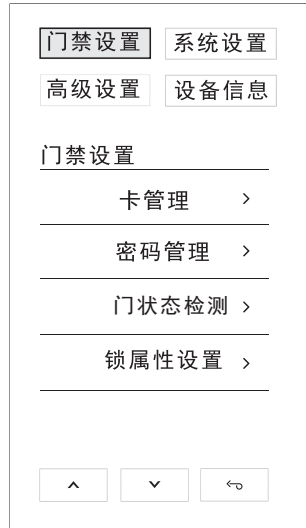 门禁设置 系统设置
高级设置 设备信息
门禁设置
卡管理
密码管理
门状态检测
锁属性设置